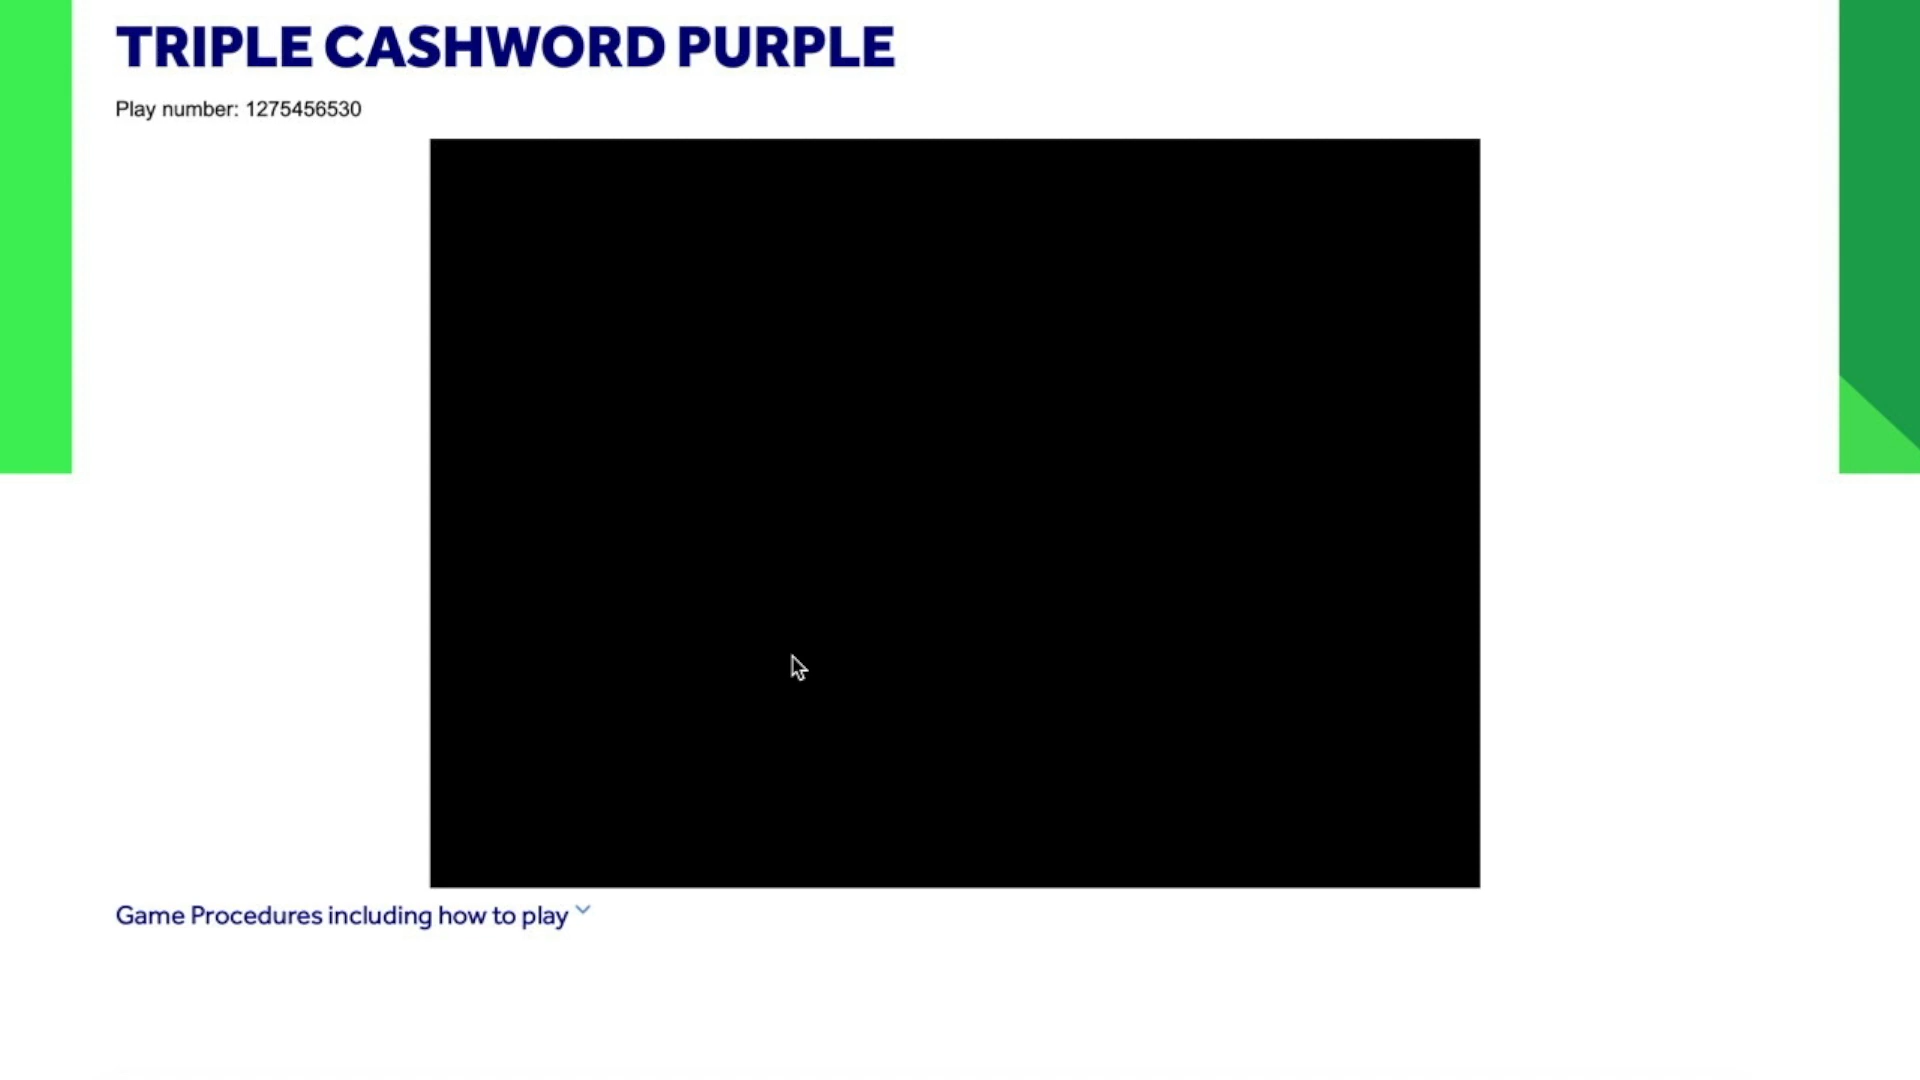 TRIPLE CASHWORD PURPLE
Play number: 1275456530
Game Procedures including how to play